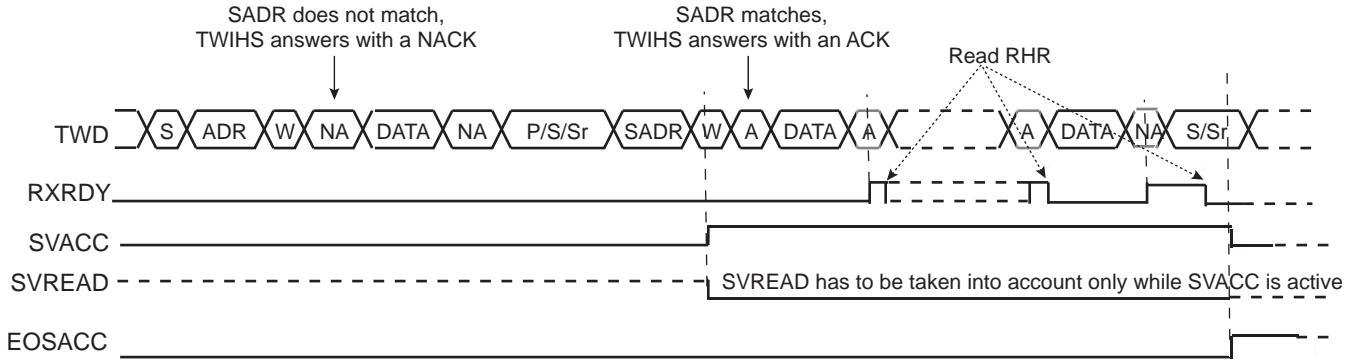 SADR does not match,
TWIHS answers with a NACK
SADR matches,
TWIHS answers with an ACK
Read RHR
TWD S ADR W NA DATA NA P/S/Sr SADR W A DATA A A DATA NA S/Sr
RXRDY
SVACC
SVREAD SVREAD has to be taken into account only while SVACC is active
EOSACC